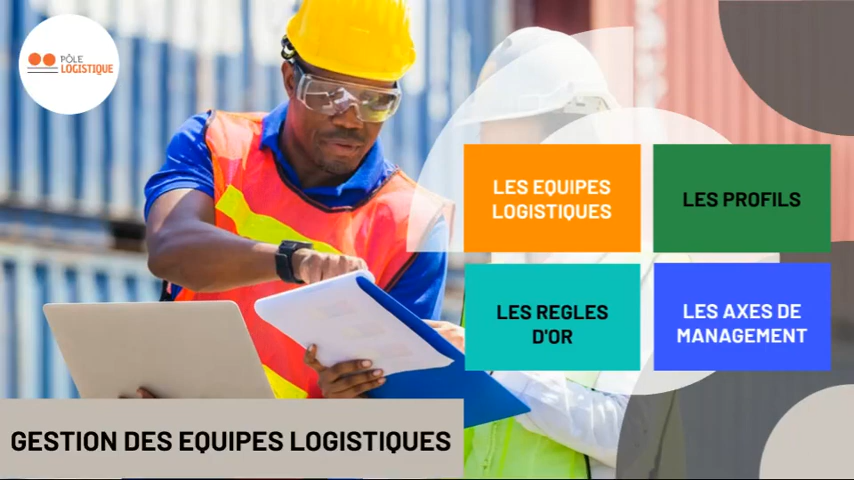 PÔLE
LOGISTIQUE
LES EQUIPES
LOGISTIQUES
LES PROFILS
LES REGLES
D'OR
LES AXES DE
MANAGEMENT
GESTION DES EQUIPES LOGISTIQUES